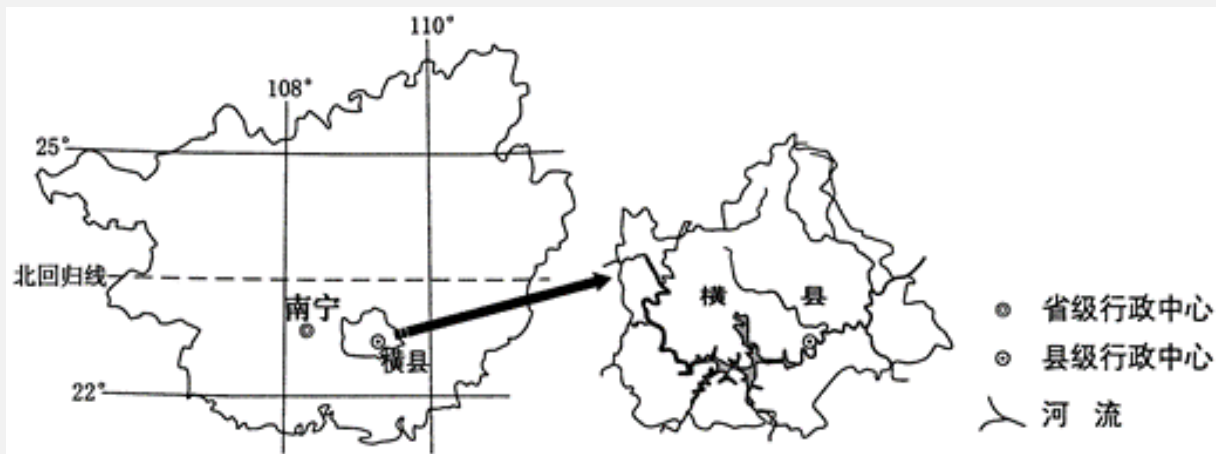 110°
108°
25°
北回归线
南宁
横县
22°
横 县
省级行政中心
县级行政中心
河 流